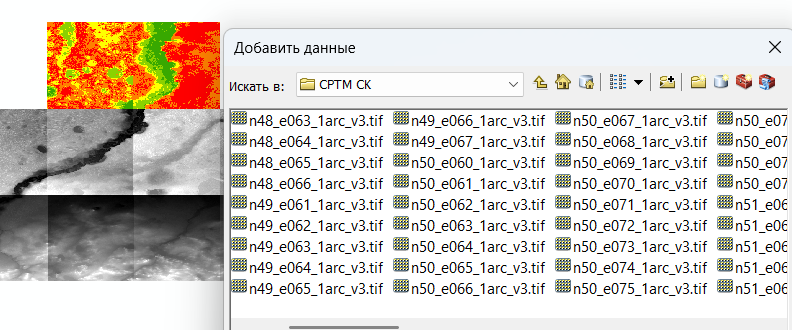 Добавить данные
Искать в: СРТМ СК
n48_e063_1arc_v3.tif n49_e066_1arc_v3.tif n50_e067_1arc_v3.tif n50_e07
n48_e064_1arc_v3.tif n49_e067_1arc_v3.tif n50_e068_1arc_v3.tif n50_e07
n48_e065_1arc_v3.tif n50_e060_1arc_v3.tif n50_e069_1arc_v3.tif n50_e07
n48_e066_1arc_v3.tif n50_e061_1arc_v3.tif n50_e070_1arc_v3.tif n50_e07
n49_e061_1arc_v3.tif n50_e062_1arc_v3.tif n50_e071_1arc_v3.tif n51_e06
n49_e062_1arc_v3.tif n50_e063_1arc_v3.tif n50_e072_1arc_v3.tif n51_e06
n49_e063_1arc_v3.tif n50_e064_1arc_v3.tif n50_e073_1arc_v3.tif n51_e06
n49_e064_1arc_v3.tif n50_e065_1arc_v3.tif n50_e074_1arc_v3.tif n51_e06
n49_e065_1arc_v3.tif n50_e066_1arc_v3.tif n50_e075_1arc_v3.tif n51_e06